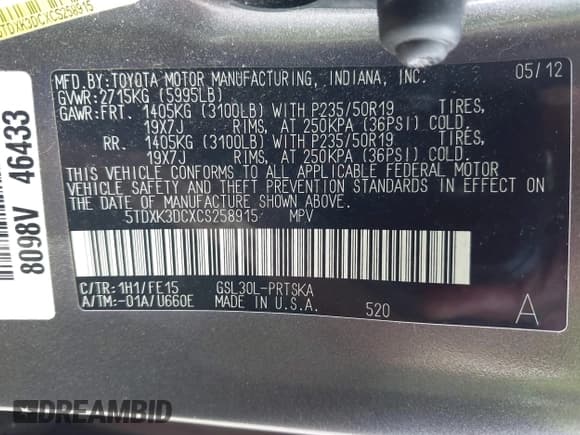 5TDXK3DCXCS258915
8098V 46433
MFD.BY:TOYOTA MOTOR MANUFACTURING, INDIANA, INC. 05/12
GVWR:2715KG (5995LB)
GAWR:FRT. 1405KG (3100LB) WITH P235/50R19 TIRES,
19X7J RIMS, AT 250KPA (36PSI) COLD.
RR. 1405KG (3100LB) WITH P235/50R19 TIRES,
19X7J RIMS, AT 250KPA (36PSI) COLD.
THIS VEHICLE CONFORMS TO ALL APPLICABLE FEDERAL MOTOR
VEHICLE SAFETY AND THEFT PREVENTION STANDARDS IN EFFECT ON
THE DATE OF MANUFACTURE SHOWN ABOVE.
5TDXK3DCXCS258915 MPV
C/TR:1H1/FE15 GSL30L-PRTSKA
A/TM:-01A/U660E MADE IN U.S.A. 520 A
DREAMBID